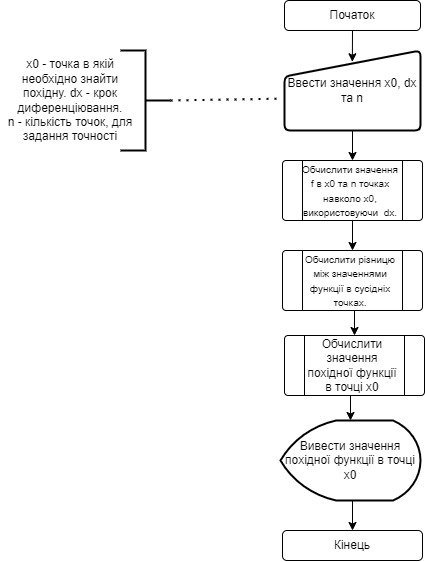 Початок
x0 - точка в якій
необхідно знайти
похідну. dx - крок
диференціювання.
n - кількість точок, для
задання точності
Ввести значення x0, dx
та n
Обчислити значення
f в x0 та n точках
навколо x0,
використовуючи dx.
Обчислити різницю
між значеннями
функції в сусідніх
точках.
Обчислити
значення
похідної функції
в точці x0
Вивести значення
похідної функції в точці
x0
Кінець